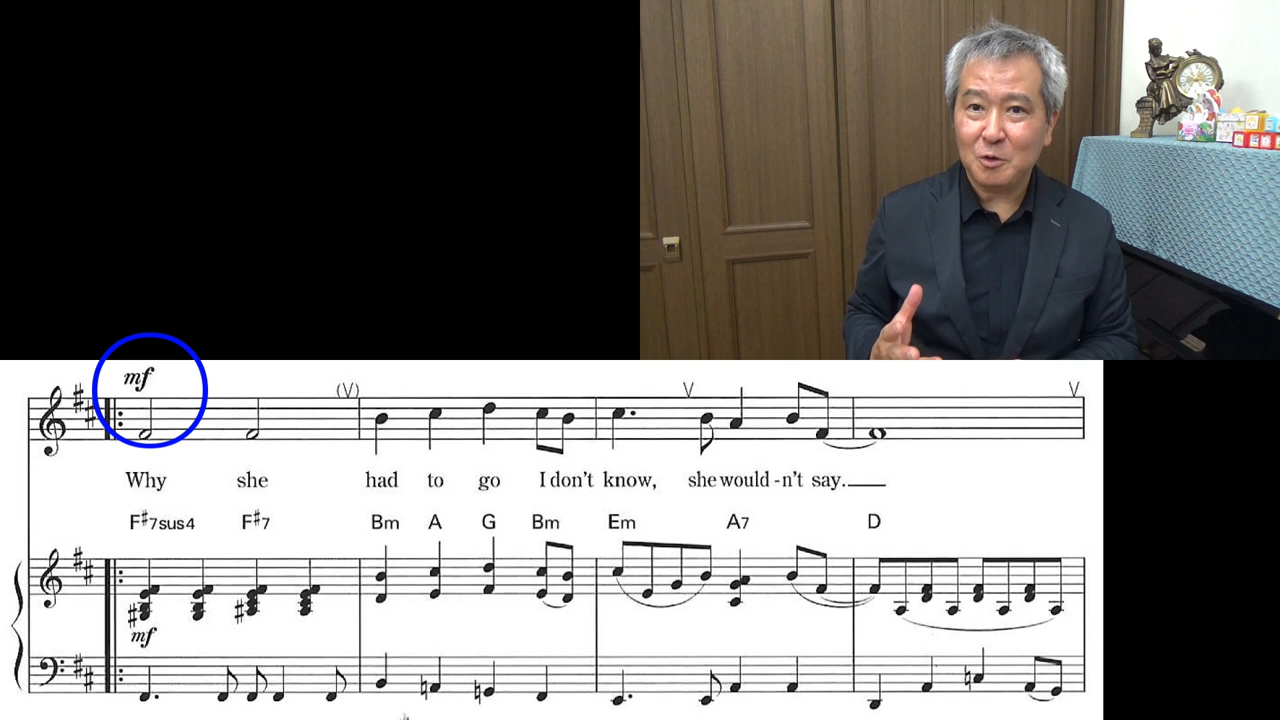 mf
(V) V V
Why she had to go I don't know, she would-n't say.
F#7sus4 F#7 Bm A G Bm Em A7 D
mf